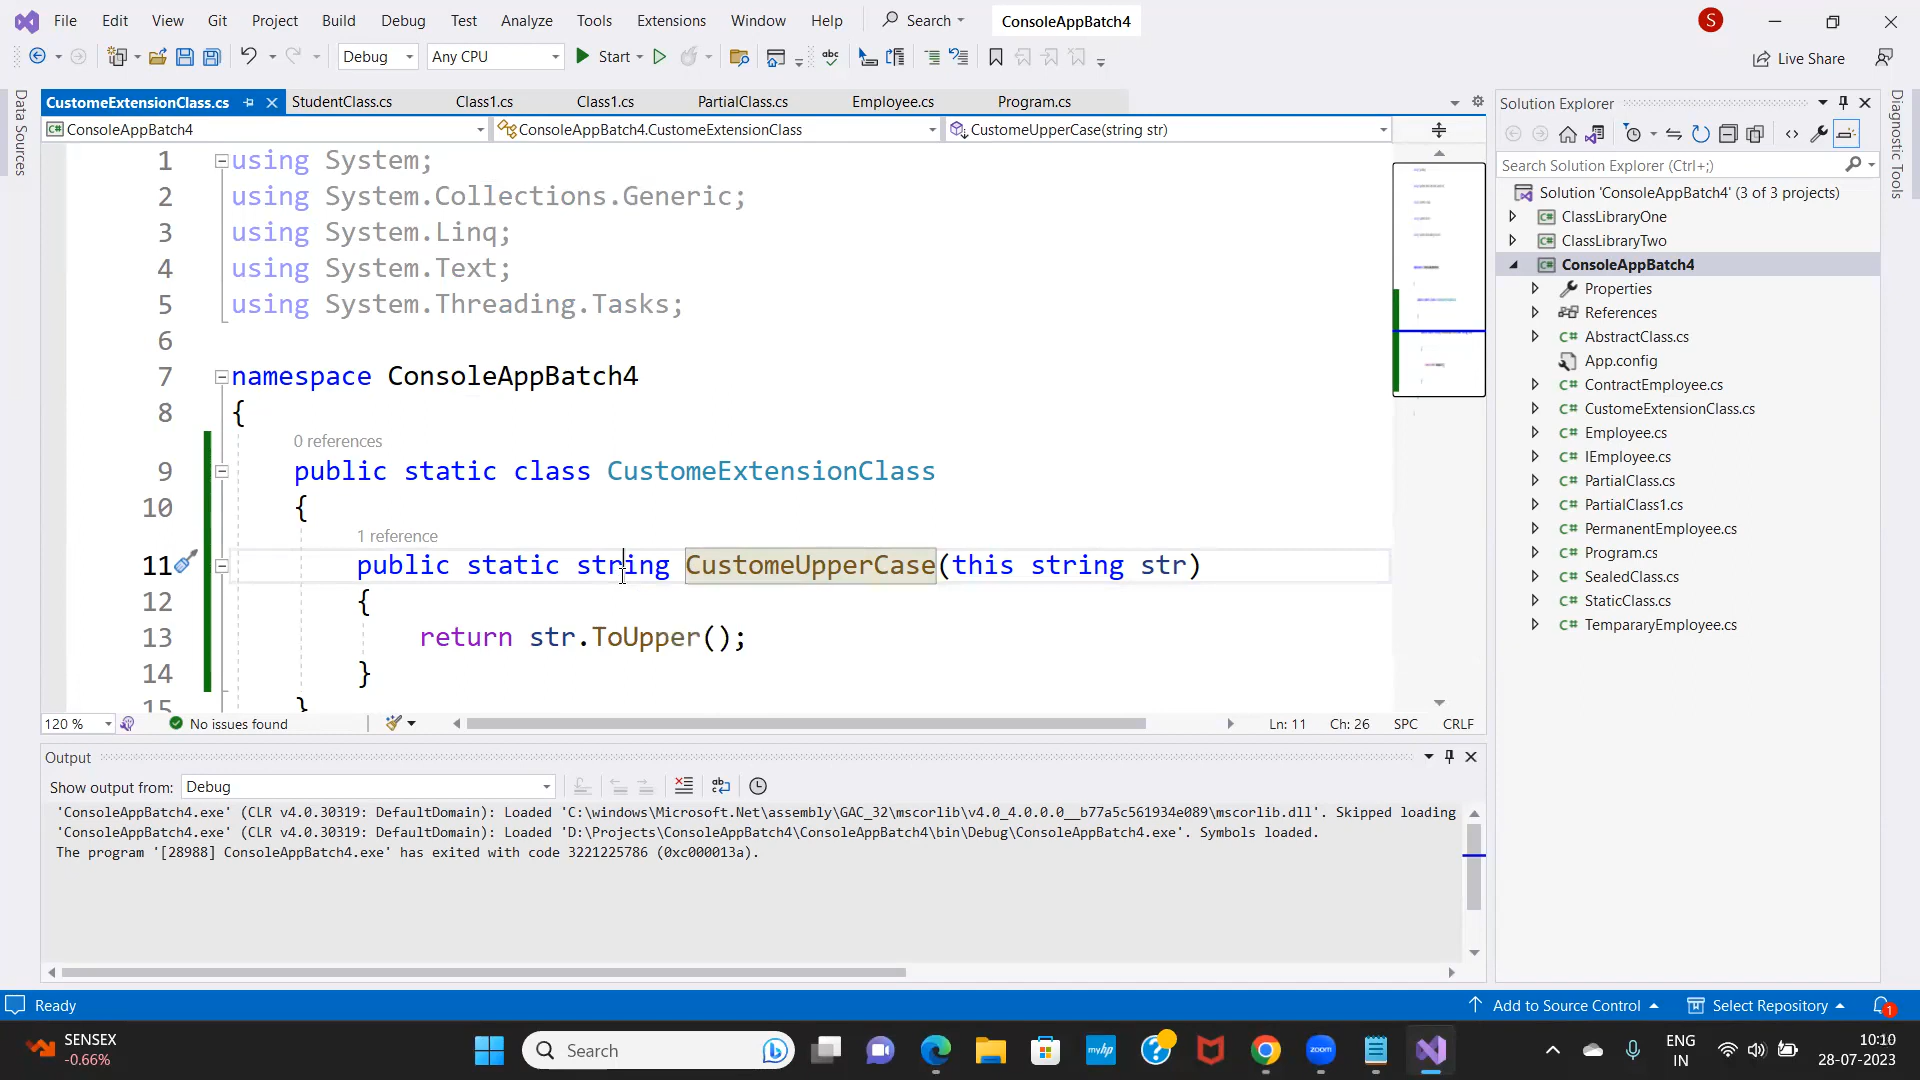 File Edit View Git Project Build Debug Test Analyze Tools Extensions Window Help Search ConsoleAppBatch4 S
Debug Any CPU Start Live Share
Data Sources
CustomeExtensionClass.cs StudentClass.cs Class1.cs Class1.cs PartialClass.cs Employee.cs Program.cs
ConsoleAppBatch4 ConsoleAppBatch4.CustomeExtensionClass CustomeUpperCase(string str)
1 using System;
2 using System.Collections.Generic;
3 using System.Linq;
4 using System.Text;
5 using System.Threading.Tasks;
6
7 namespace ConsoleAppBatch4
8 {
0 references
9 public static class CustomeExtensionClass
10 {
1 reference
11 public static string CustomeUpperCase(this string str)
12 {
13 return str.ToUpper();
14 }
15 }
120 % No issues found Ln: 11 Ch: 26 SPC CRLF
Output
Show output from: Debug
'ConsoleAppBatch4.exe' (CLR v4.0.30319: DefaultDomain): Loaded 'C:\windows\Microsoft.Net\assembly\GAC_32\mscorlib\v4.0_4.0.0.0__b77a5c561934e089\mscorlib.dll'. Skipped loading
'ConsoleAppBatch4.exe' (CLR v4.0.30319: DefaultDomain): Loaded 'D:\Projects\ConsoleAppBatch4\ConsoleAppBatch4\bin\Debug\ConsoleAppBatch4.exe'. Symbols loaded.
The program '[28988] ConsoleAppBatch4.exe' has exited with code 3221225786 (0xc000013a).
Solution Explorer
Search Solution Explorer (Ctrl+;)
Solution 'ConsoleAppBatch4' (3 of 3 projects)
C# ClassLibraryOne
C# ClassLibraryTwo
C# ConsoleAppBatch4
Properties
References
C# AbstractClass.cs
App.config
C# ContractEmployee.cs
C# CustomeExtensionClass.cs
C# Employee.cs
C# IEmployee.cs
C# PartialClass.cs
C# PartialClass1.cs
C# PermanentEmployee.cs
C# Program.cs
C# SealedClass.cs
C# StaticClass.cs
C# TempararyEmployee.cs
Diagnostic Tools
Ready Add to Source Control Select Repository 1
SENSEX
-0.66%
Search
myhp
zoom
ENG
IN
10:10
28-07-2023